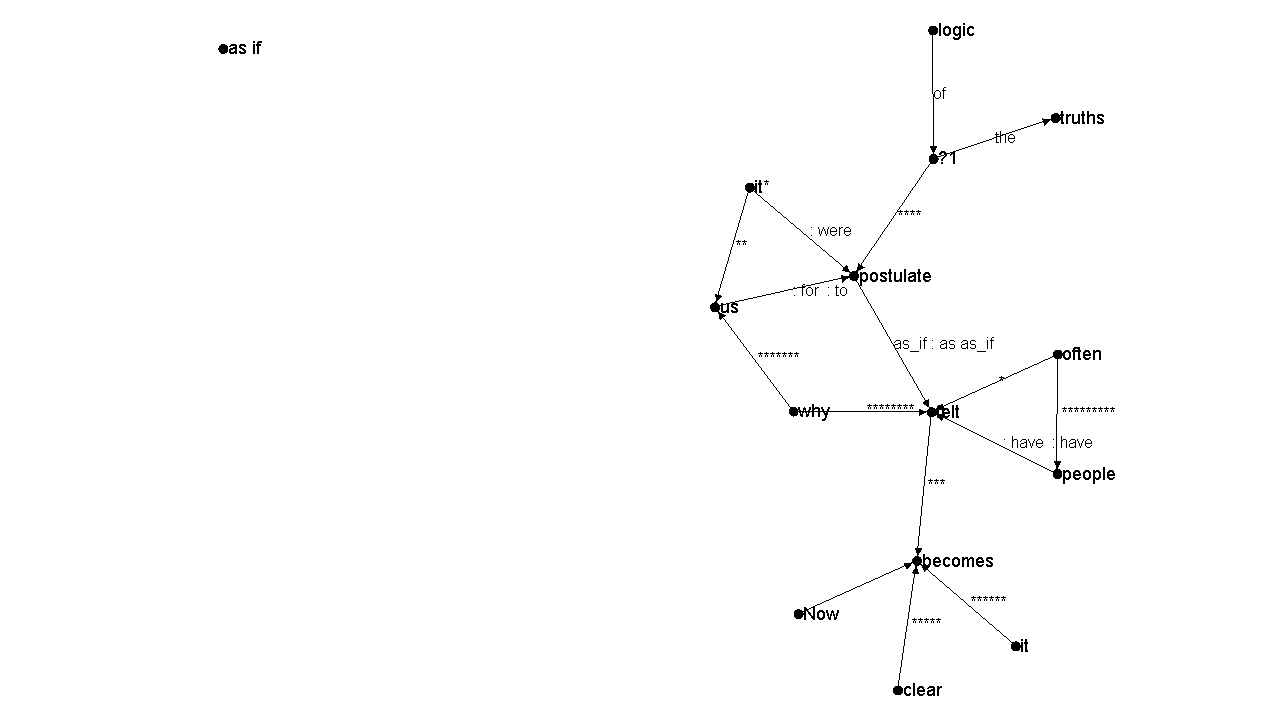 logic
as if
of
truths
the
?1
it*
****
: were
**
postulate
: for : to
us
as_if : as as_if
often
*******
*
********
why
felt
*********
: have : have
people
***
becomes
******
Now
*****
it
clear